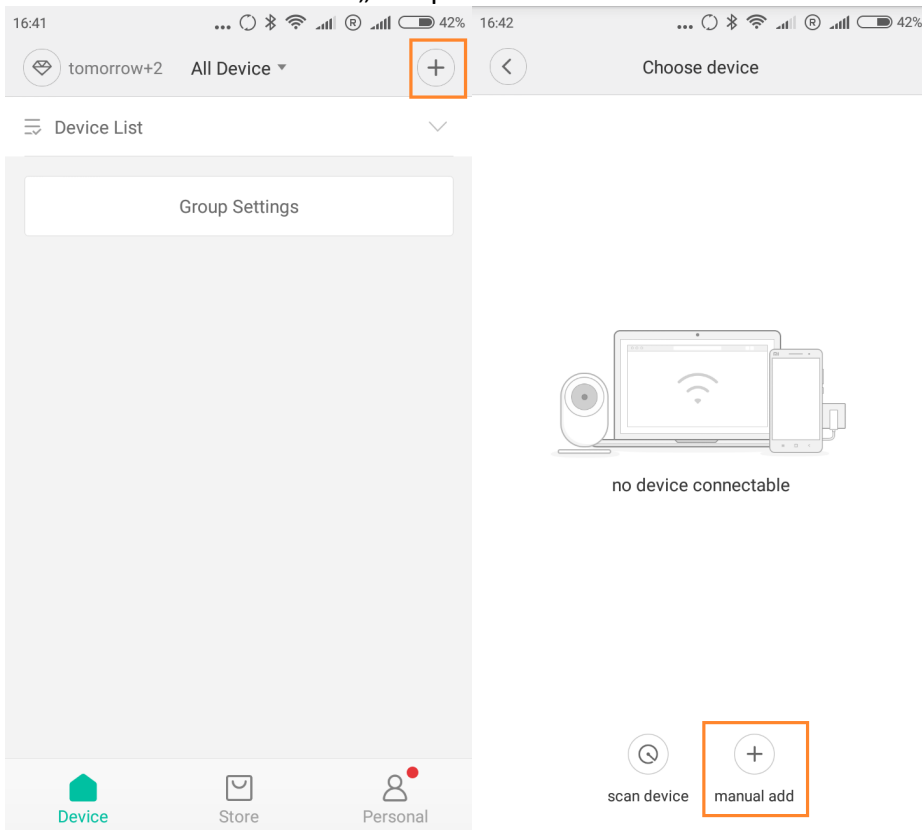 16:41 ... ® 42%
tomorrow+2 All Device
Device List
Group Settings
Device Store Personal
16:42 ... ® 42%
Choose device
mi
no device connectable
scan device manual add